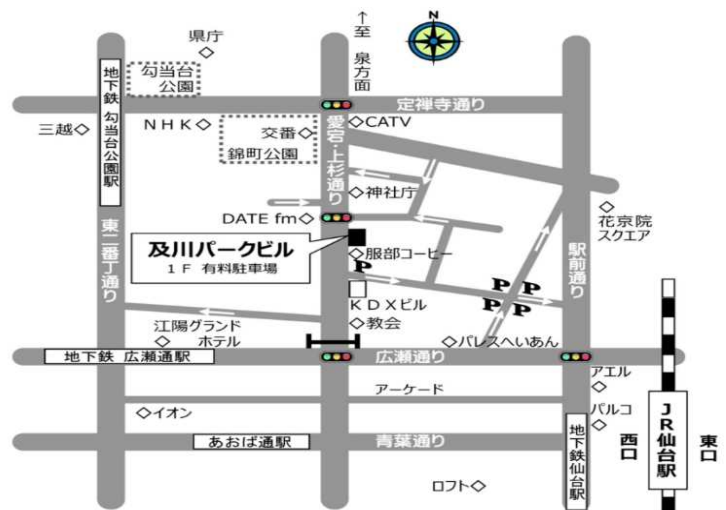 ↑至 泉方面
N
県庁
勾当台
公園
地下鉄 勾当台公園駅
定禅寺通り
三越
NHK
交番
錦町公園
CATV
愛宕・上杉通り
神社庁
DATE fm
花京院
スクエア
東二番丁通り
及川パークビル
1F 有料駐車場
服部コーヒー
駅前通り
P
P P
P P
KDXビル
教会
江陽グランド
ホテル
パレスへいあん
地下鉄 広瀬通駅
広瀬通り
アエル
アーケード
イオン
パルコ
JR仙台駅
西口
東口
あおば通駅
青葉通り
地下鉄仙台駅
ロフト